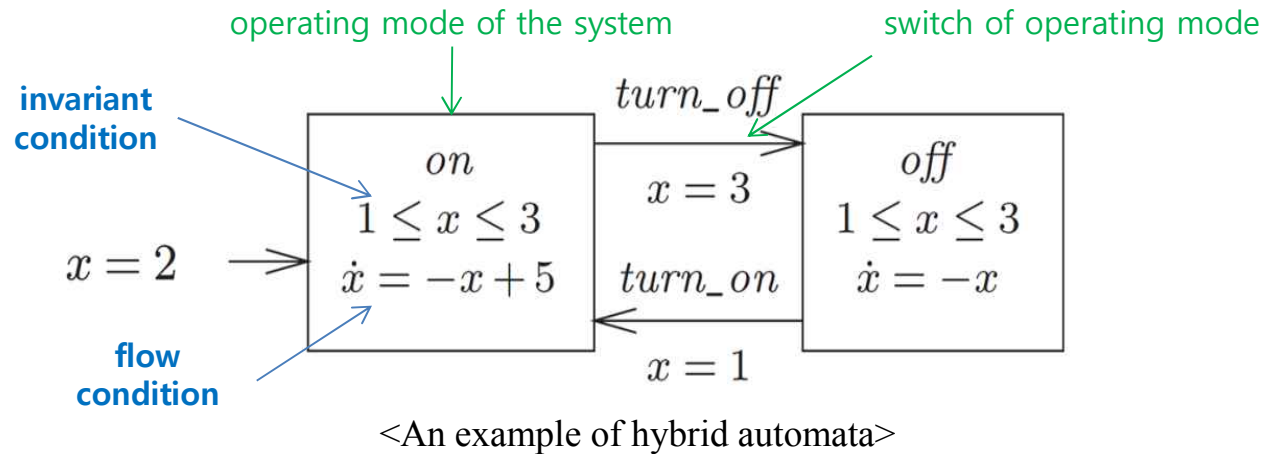 operating mode of the system
switch of operating mode
invariant
condition
turn_off
on
off
x = 3
1 ≤ x ≤ 3
1 ≤ x ≤ 3
x = 2
ẋ = −x + 5
turn_on
ẋ = −x
flow
condition
x = 1
<An example of hybrid automata>